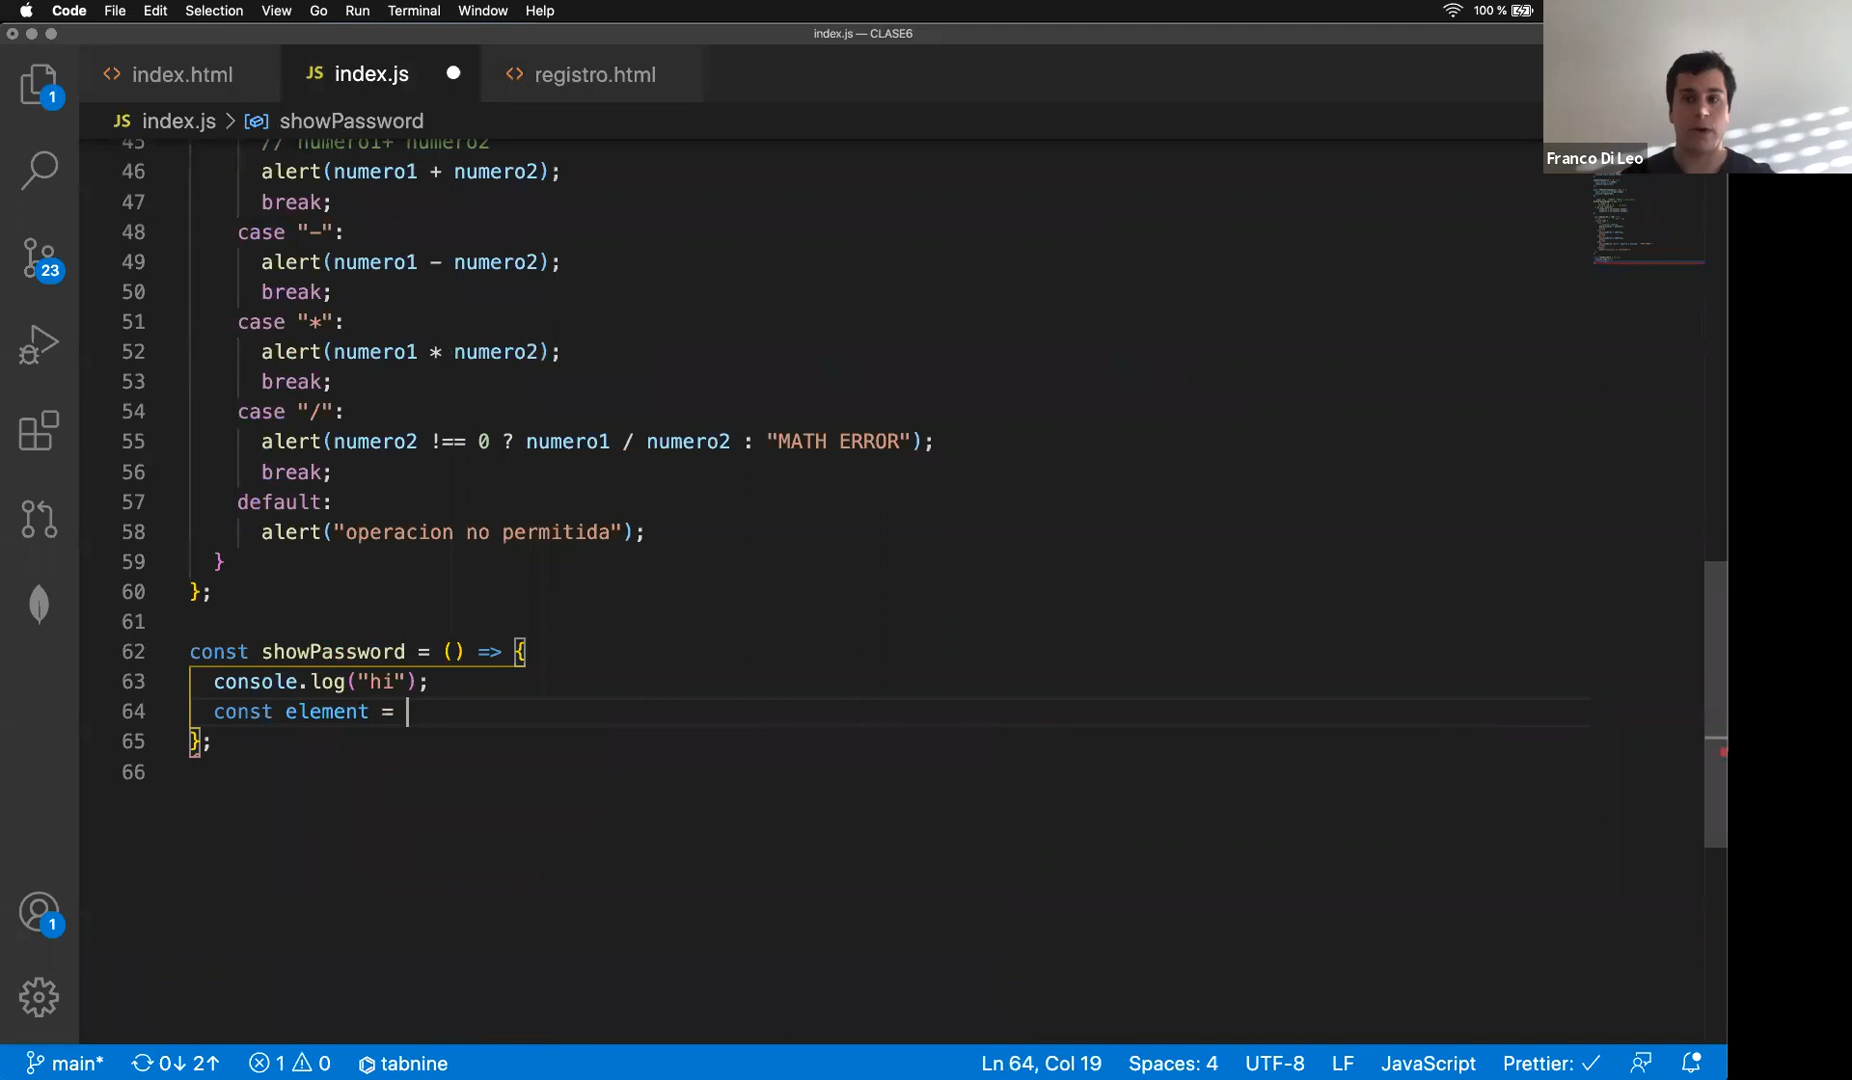 Code File Edit Selection View Go Run Terminal Window Help 100 %
index.js — CLASE6
index.html JS index.js registro.html
JS index.js > showPassword
Franco Di Leo
45 // numero1+ numero2
46 alert(numero1 + numero2);
47 break;
48 case "-":
49 alert(numero1 - numero2);
50 break;
51 case "*":
52 alert(numero1 * numero2);
53 break;
54 case "/":
55 alert(numero2 !== 0 ? numero1 / numero2 : "MATH ERROR");
56 break;
57 default:
58 alert("operacion no permitida");
59 }
60 };
61
62 const showPassword = () => {
63 console.log("hi");
64 const element =
65 };
66
1
23
1
main* 0↓ 2↑ 1 0 tabnine Ln 64, Col 19 Spaces: 4 UTF-8 LF JavaScript Prettier: ✓